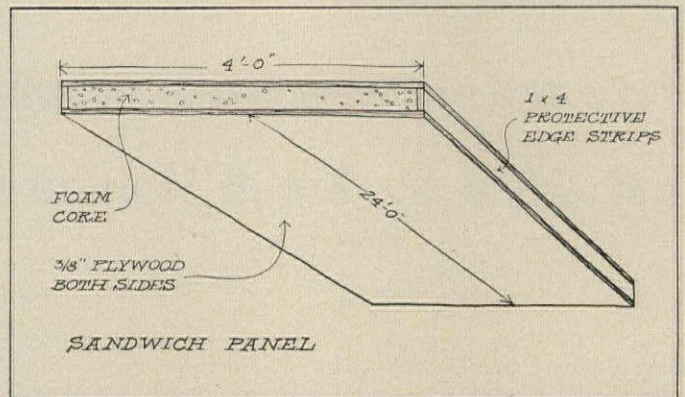 4'-0"
1 x 4
PROTECTIVE
EDGE STRIPS
24'-0"
FOAM
CORE
3/8" PLYWOOD
BOTH SIDES
SANDWICH PANEL